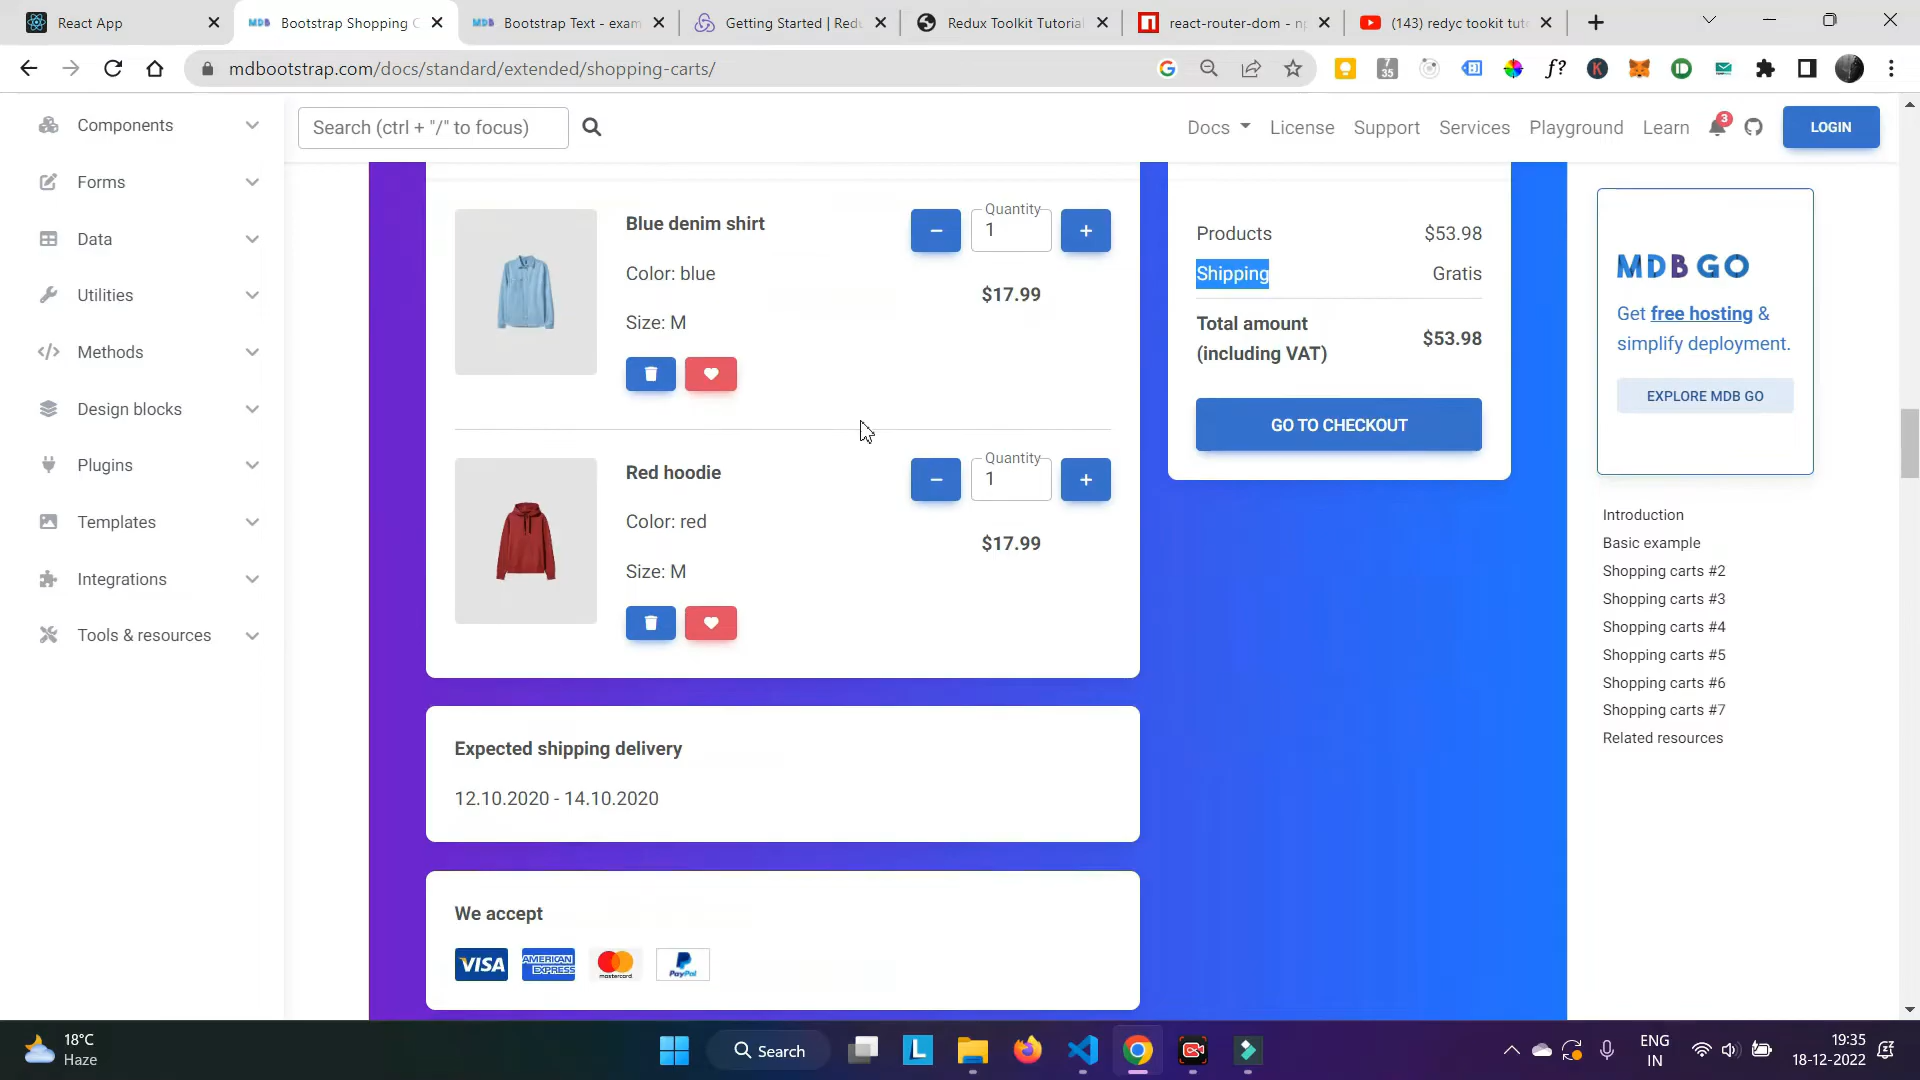 React App
MDB Bootstrap Shopping C
MDB Bootstrap Text - exam
Getting Started | Redu
Redux Toolkit Tutorial
react-router-dom - np
(143) redyc tookit tut
mdbootstrap.com/docs/standard/extended/shopping-carts/
Components
Forms
Data
Utilities
Methods
Design blocks
Plugins
Templates
Integrations
Tools & resources
Search (ctrl + "/" to focus)
Docs
License
Support
Services
Playground
Learn
3
LOGIN
Blue denim shirt
Color: blue
Size: M
Quantity
1
$17.99
Red hoodie
Color: red
Size: M
Quantity
1
$17.99
Expected shipping delivery
12.10.2020 - 14.10.2020
We accept
VISA
AMERICAN EXPRESS
mastercard
PayPal
Products $53.98
Shipping Gratis
Total amount
(including VAT) $53.98
GO TO CHECKOUT
MDB GO
Get free hosting &
simplify deployment.
EXPLORE MDB GO
Introduction
Basic example
Shopping carts #2
Shopping carts #3
Shopping carts #4
Shopping carts #5
Shopping carts #6
Shopping carts #7
Related resources
18°C
Haze
Search
ENG
IN
19:35
18-12-2022